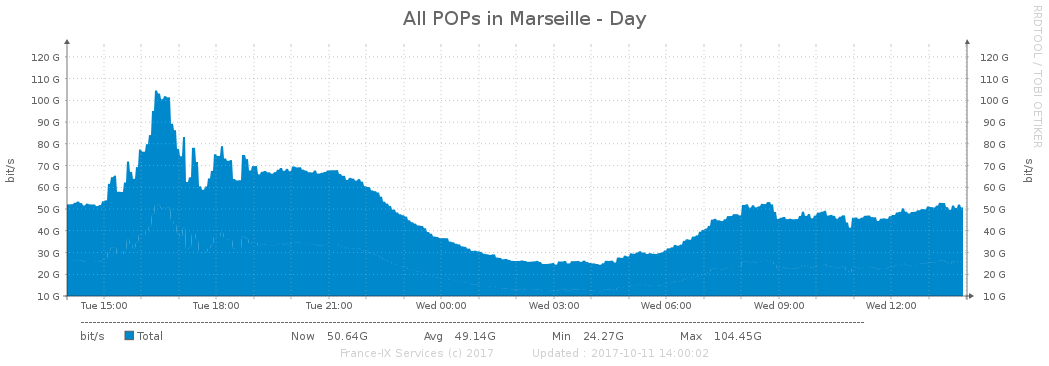 All POPs in Marseille - Day
RRDTOOL / TOBI OETIKER
120 G 120 G
110 G 110 G
100 G 100 G
90 G 90 G
80 G 80 G
70 G 70 G
60 G 60 G
50 G 50 G
40 G 40 G
30 G 30 G
20 G 20 G
10 G 10 G
bit/s
bit/s
Tue 15:00 Tue 18:00 Tue 21:00 Wed 00:00 Wed 03:00 Wed 06:00 Wed 09:00 Wed 12:00
bit/s Total Now 50.64G Avg 49.14G Min 24.27G Max 104.45G
France-IX Services (c) 2017 Updated : 2017-10-11 14:00:02